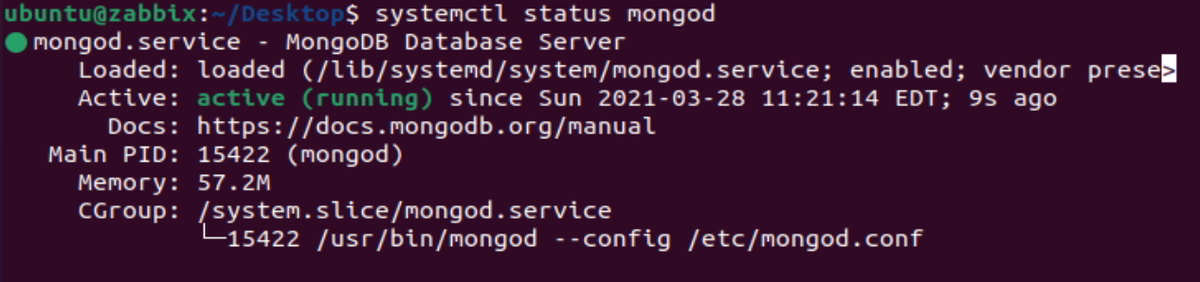 ubuntu@zabbix:~/Desktop$ systemctl status mongod
● mongod.service - MongoDB Database Server
     Loaded: loaded (/lib/systemd/system/mongod.service; enabled; vendor prese>
     Active: active (running) since Sun 2021-03-28 11:21:14 EDT; 9s ago
       Docs: https://docs.mongodb.org/manual
   Main PID: 15422 (mongod)
     Memory: 57.2M
     CGroup: /system.slice/mongod.service
             └─15422 /usr/bin/mongod --config /etc/mongod.conf